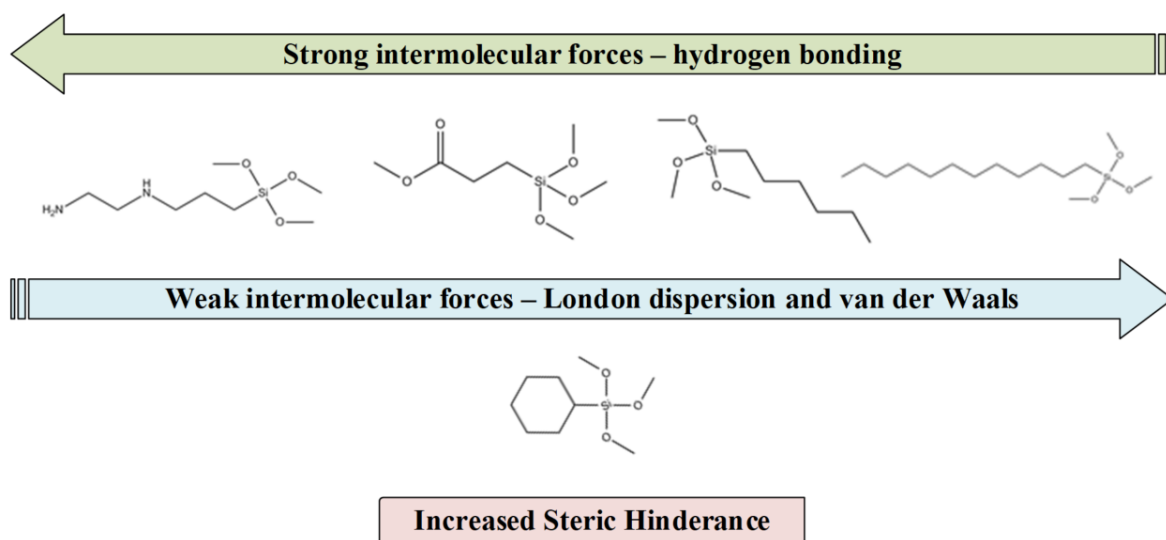 Strong intermolecular forces – hydrogen bonding
O
O
Si
O
O
O
O
Si
O
O
O
H
N
H₂N
Si
O
O
O
Si
O
O
O
Weak intermolecular forces – London dispersion and van der Waals
O
Si
O
O
Increased Steric Hinderance